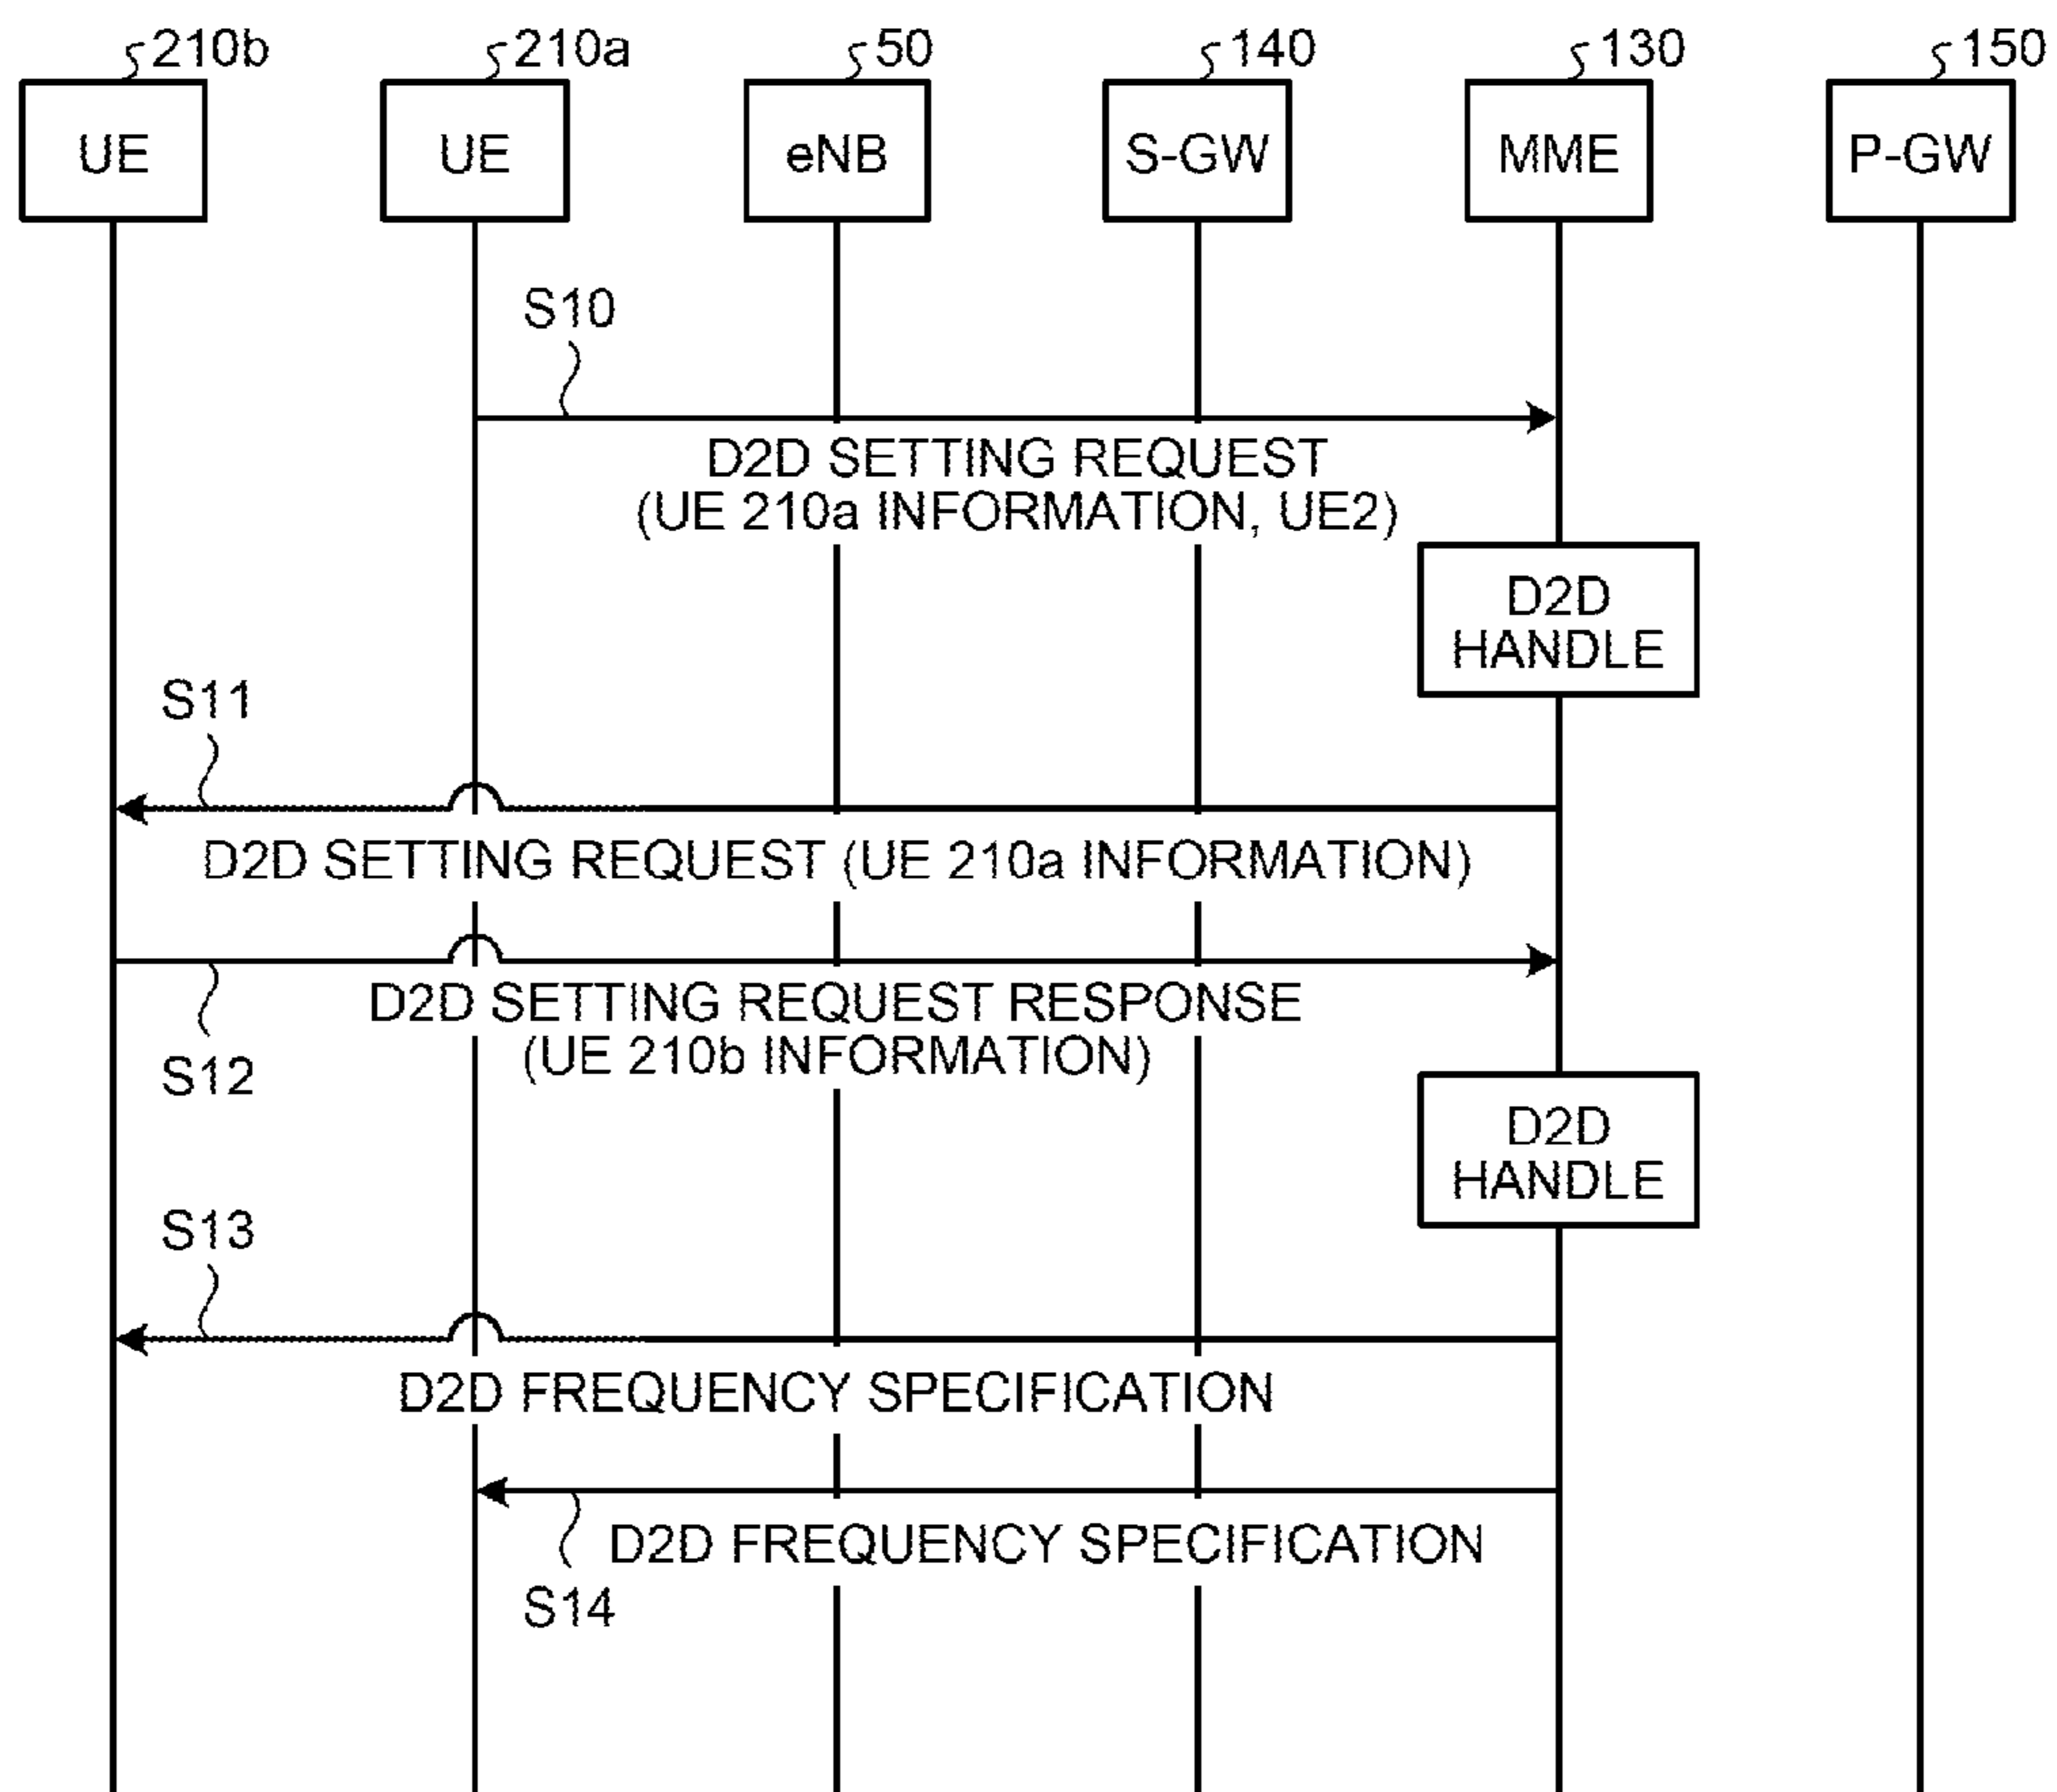 210b
210a
50
140
130
150
UE
UE
eNB
S-GW
MME
P-GW
S10
D2D SETTING REQUEST
(UE 210a INFORMATION, UE2)
D2D
HANDLE
S11
D2D SETTING REQUEST (UE 210a INFORMATION)
D2D SETTING REQUEST RESPONSE
(UE 210b INFORMATION)
S12
D2D
HANDLE
S13
D2D FREQUENCY SPECIFICATION
D2D FREQUENCY SPECIFICATION
S14